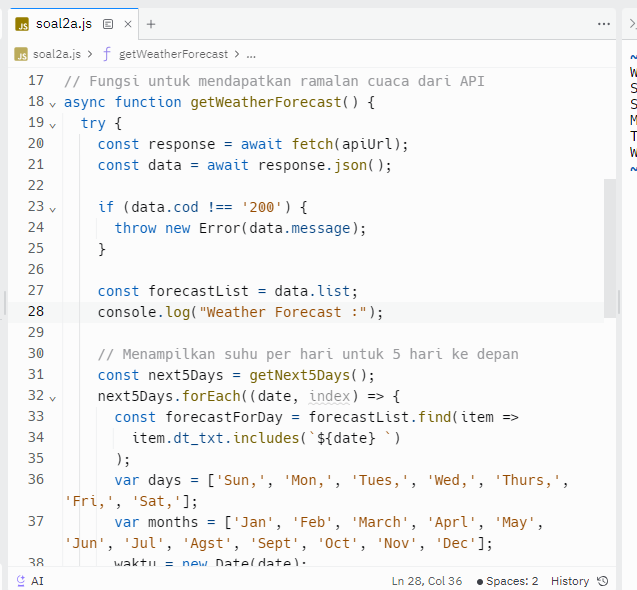 JS soal2a.js × +
JS soal2a.js > ƒ getWeatherForecast > ...
17 // Fungsi untuk mendapatkan ramalan cuaca dari API
18 async function getWeatherForecast() {
19 try {
20 const response = await fetch(apiUrl);
21 const data = await response.json();
22
23 if (data.cod !== '200') {
24 throw new Error(data.message);
25 }
26
27 const forecastList = data.list;
28 console.log("Weather Forecast :");
29
30 // Menampilkan suhu per hari untuk 5 hari ke depan
31 const next5Days = getNext5Days();
32 next5Days.forEach((date, index) => {
33 const forecastForDay = forecastList.find(item =>
34 item.dt_txt.includes(`${date} `)
35 );
36 var days = ['Sun,', 'Mon,', 'Tues,', 'Wed,', 'Thurs,',
'Fri,', 'Sat,'];
37 var months = ['Jan', 'Feb', 'March', 'Aprl', 'May',
'Jun', 'Jul', 'Agst', 'Sept', 'Oct', 'Nov', 'Dec'];
38 waktu = new Date(date);
AI Ln 28, Col 36 Spaces: 2 History
~
W
S
S
M
T
W
~